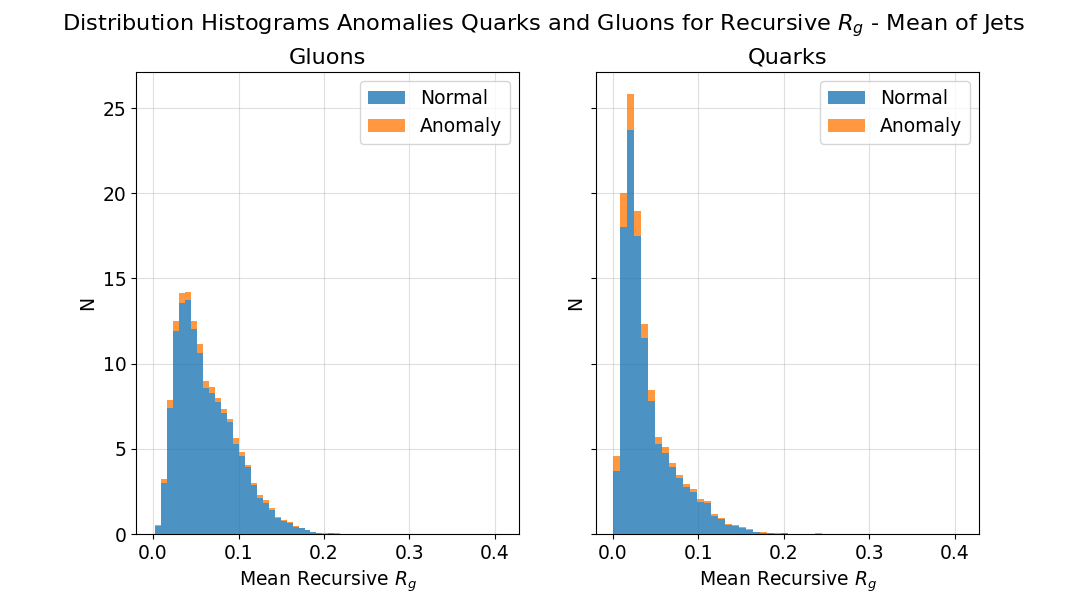 Distribution Histograms Anomalies Quarks and Gluons for Recursive $R_g$ - Mean of Jets
Gluons
Normal
Anomaly
N
25
20
15
10
5
0
0.0 0.1 0.2 0.3 0.4
Mean Recursive $R_g$
Quarks
Normal
Anomaly
N
0.0 0.1 0.2 0.3 0.4
Mean Recursive $R_g$